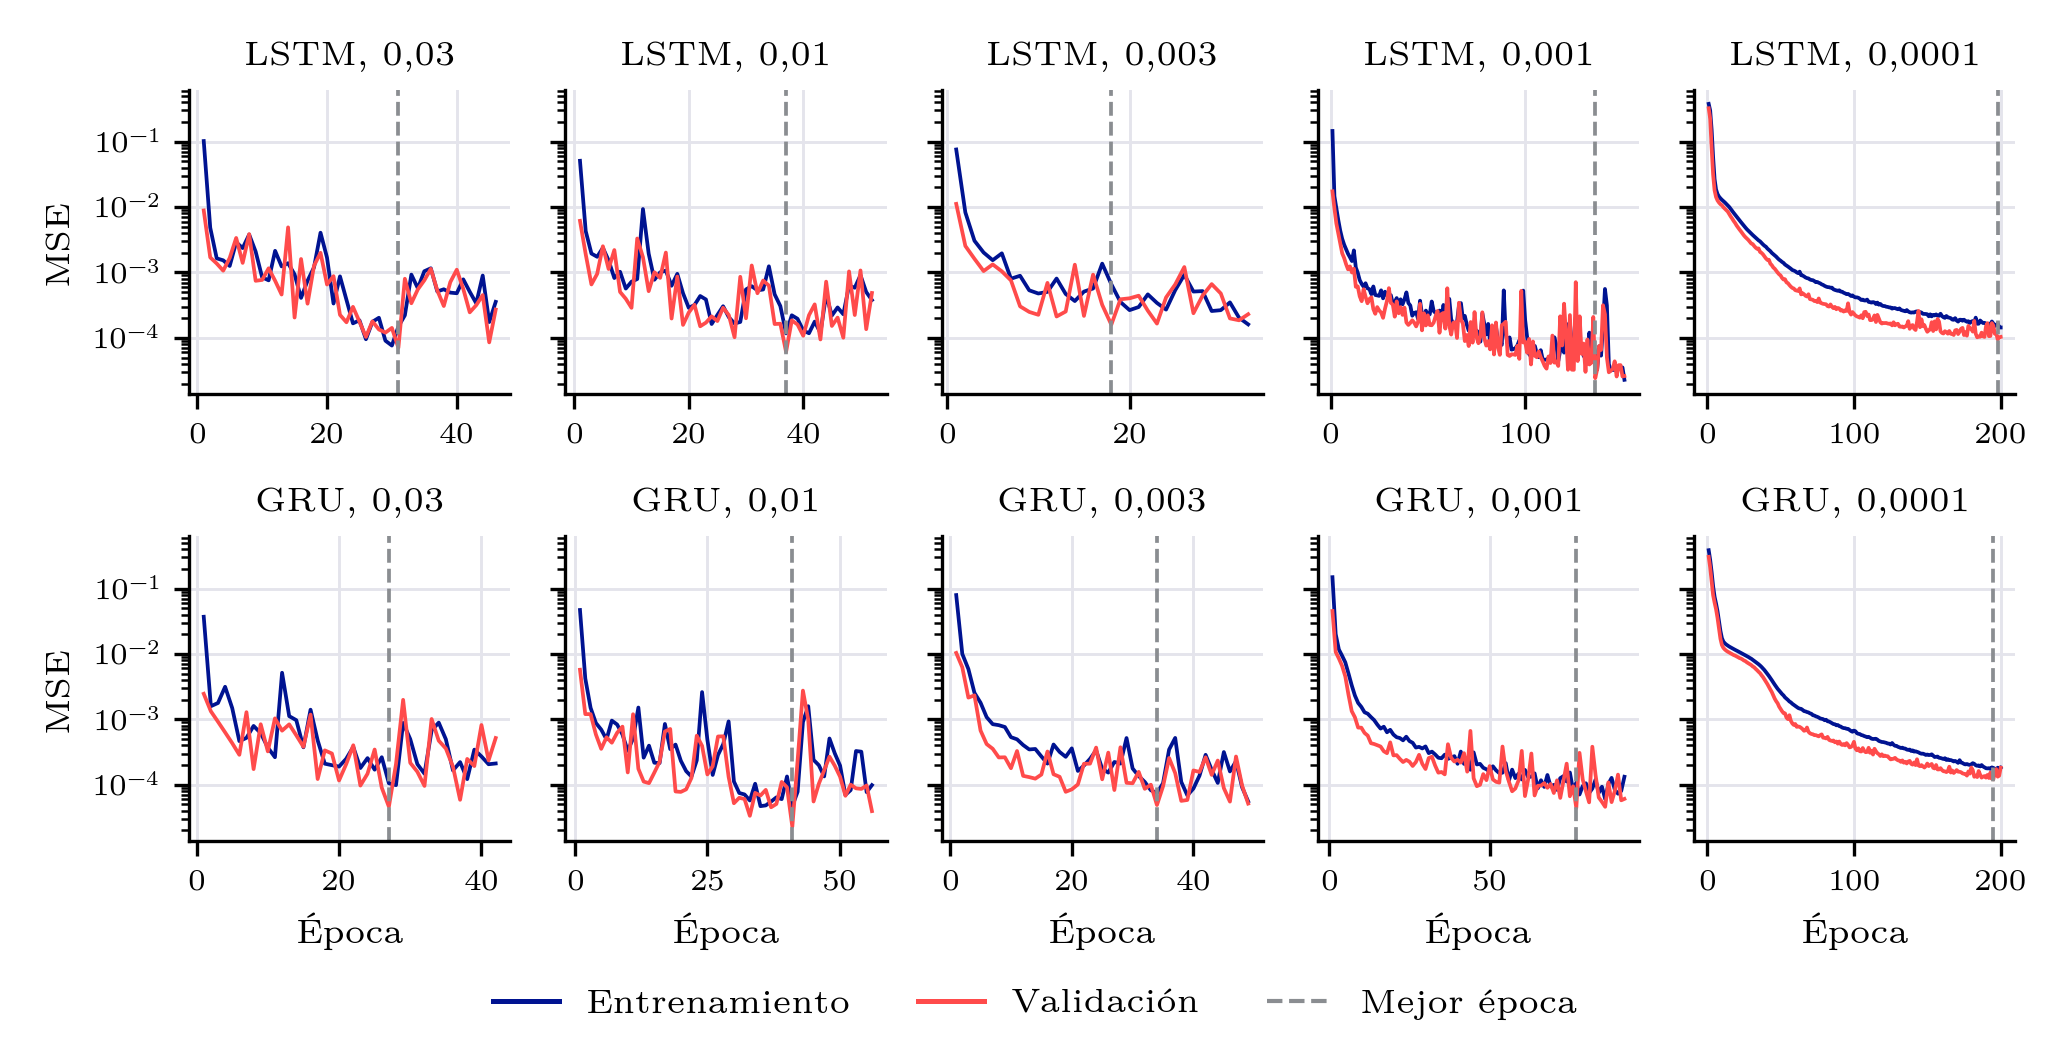 LSTM, 0,03 LSTM, 0,01 LSTM, 0,003 LSTM, 0,001 LSTM, 0,0001
MSE
10⁻¹
10⁻²
10⁻³
10⁻⁴
0 20 40 0 20 40 0 20 0 100 0 100 200
GRU, 0,03 GRU, 0,01 GRU, 0,003 GRU, 0,001 GRU, 0,0001
MSE
10⁻¹
10⁻²
10⁻³
10⁻⁴
0 20 40 0 25 50 0 20 40 0 50 0 100 200
Época Época Época Época Época
Entrenamiento Validación Mejor época